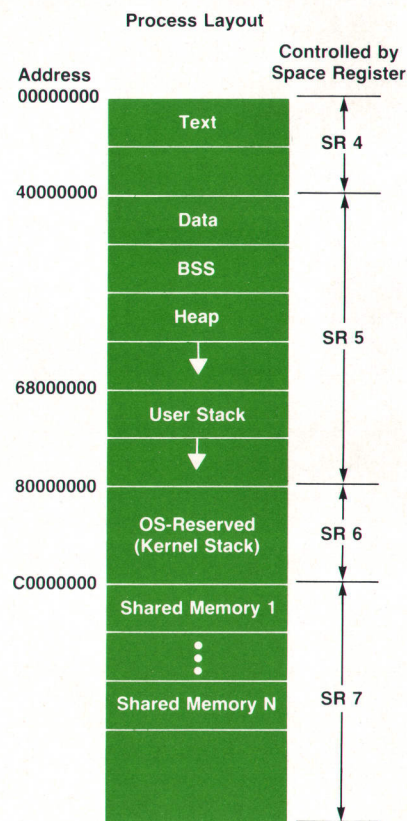 Process Layout
Controlled by
Space Register
Address
00000000
Text
SR 4
40000000
Data
BSS
Heap
SR 5
68000000
User Stack
80000000
OS-Reserved
(Kernel Stack)
SR 6
C0000000
Shared Memory 1
Shared Memory N
SR 7